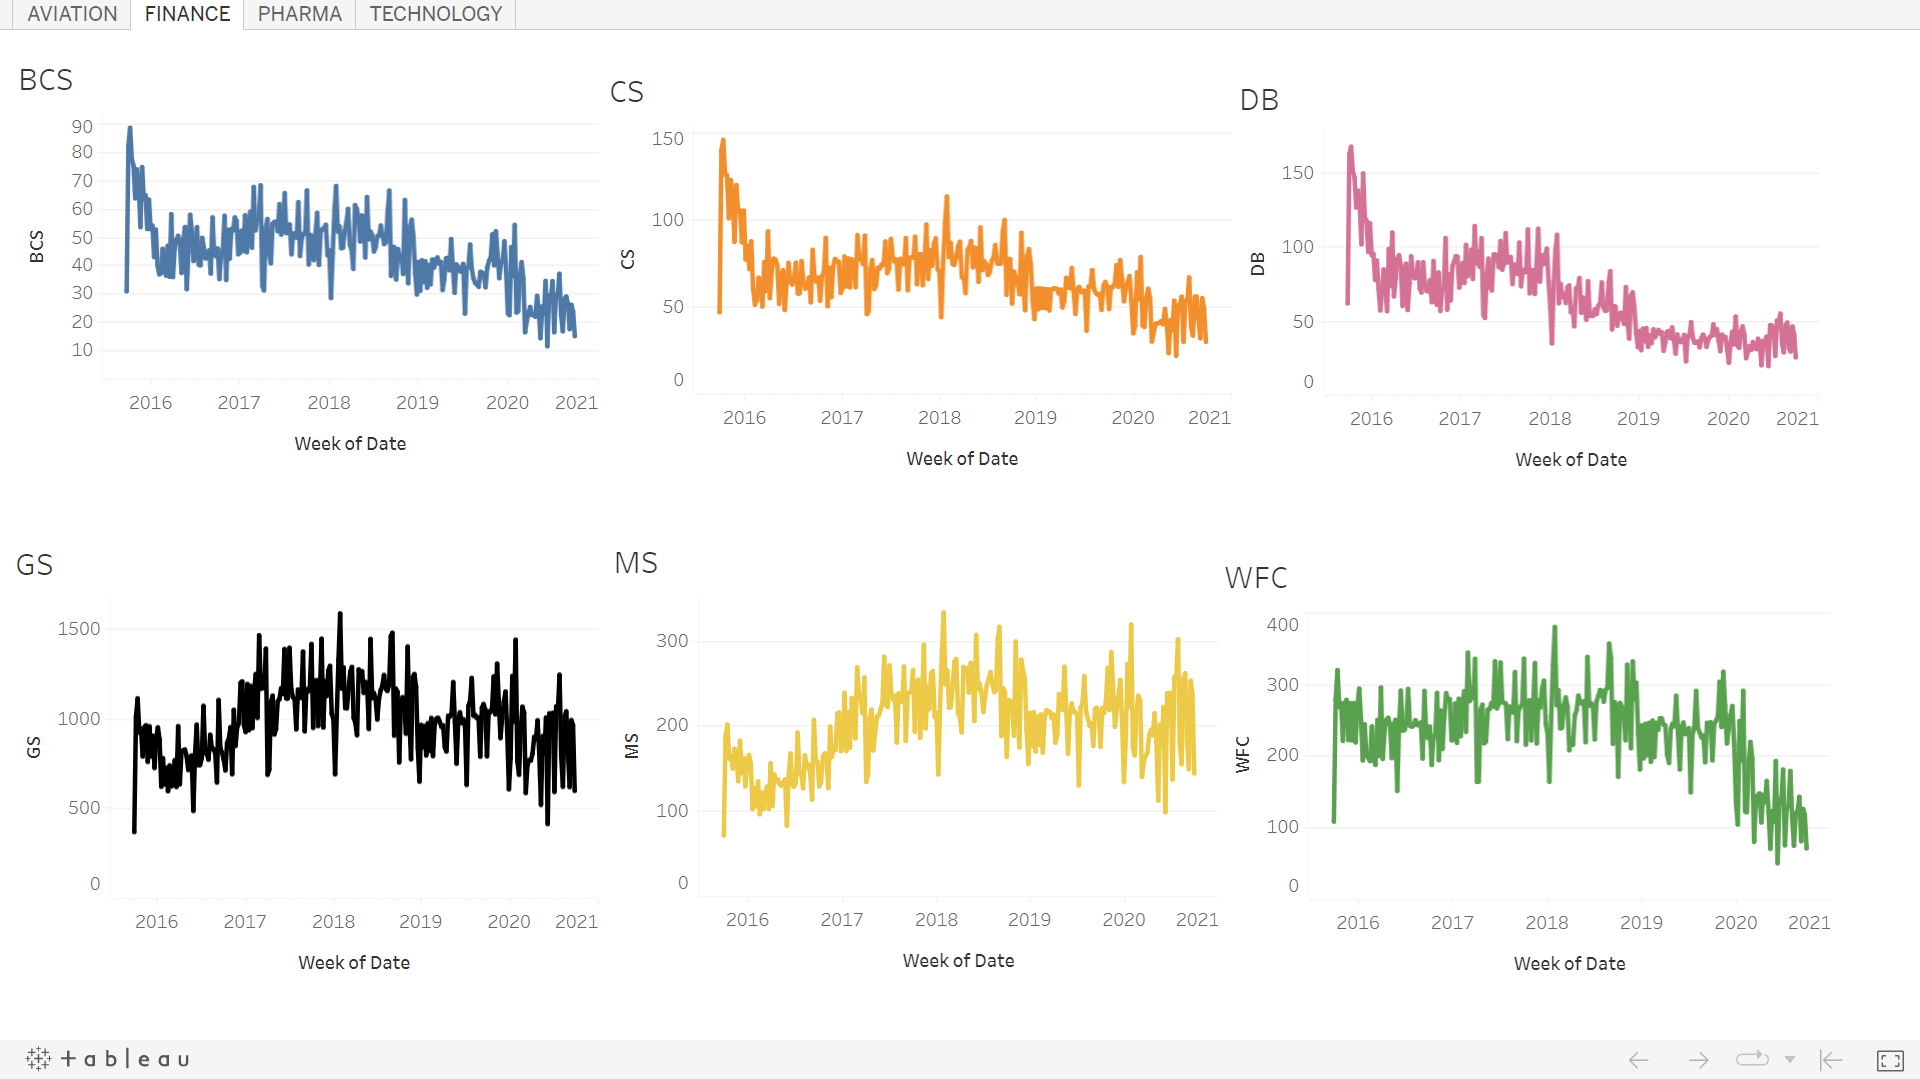 AVIATION FINANCE PHARMA TECHNOLOGY
BCS
90
80
70
60
50
40
30
20
10
BCS
2016 2017 2018 2019 2020 2021
Week of Date
CS
150
100
50
0
CS
2016 2017 2018 2019 2020 2021
Week of Date
DB
150
100
50
0
DB
2016 2017 2018 2019 2020 2021
Week of Date
GS
1500
1000
500
0
GS
2016 2017 2018 2019 2020 2021
Week of Date
MS
300
200
100
0
MS
2016 2017 2018 2019 2020 2021
Week of Date
WFC
400
300
200
100
0
WFC
2016 2017 2018 2019 2020 2021
Week of Date
+ a b l e a u